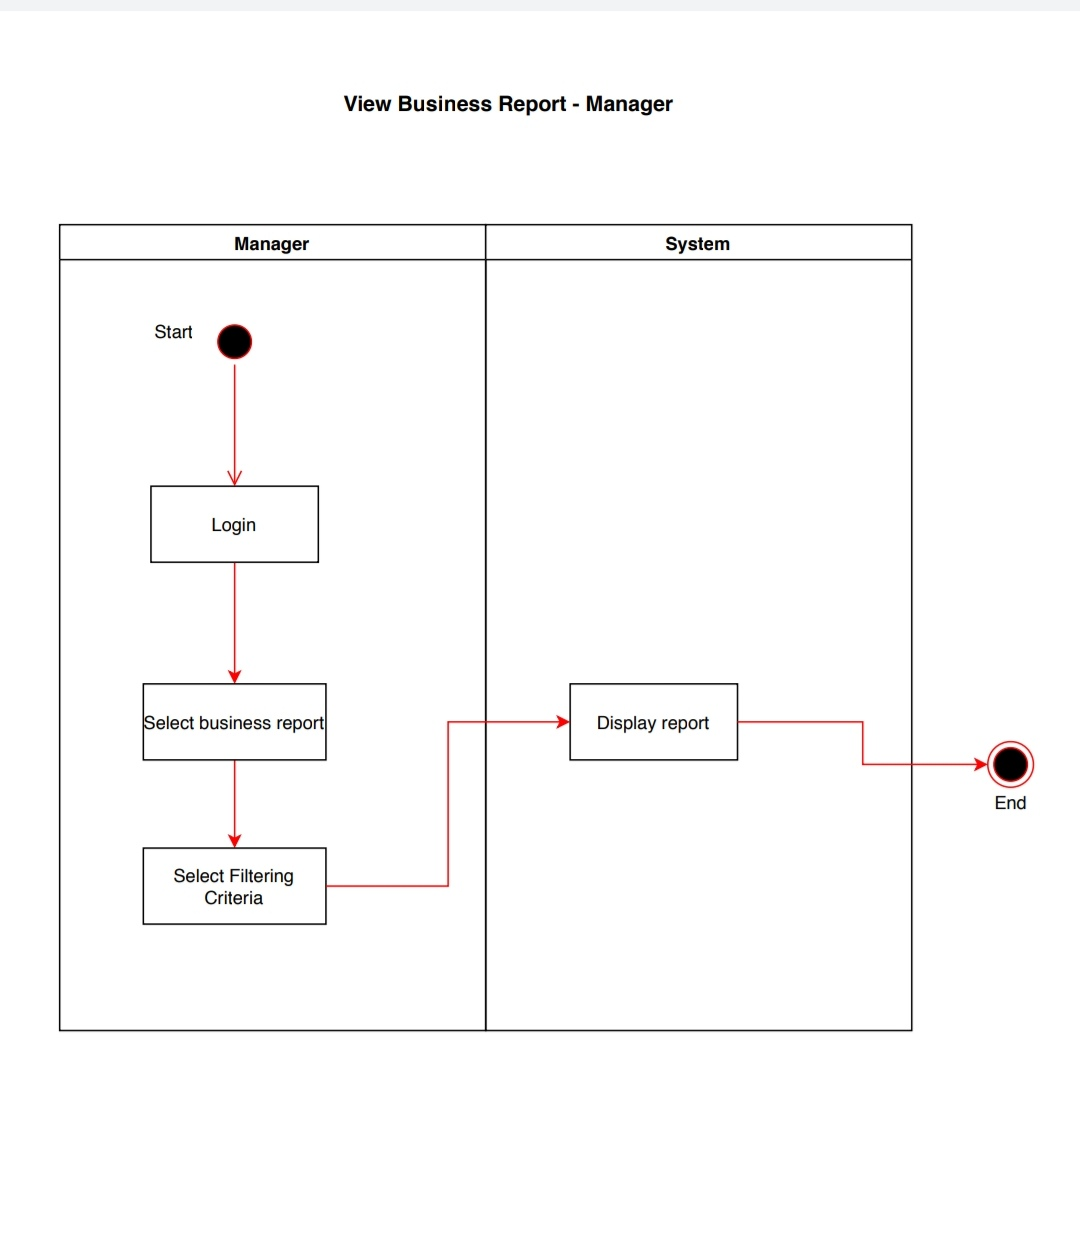 View Business Report - Manager
Manager
System
Start
Login
Select business report
Display report
End
Select Filtering
Criteria